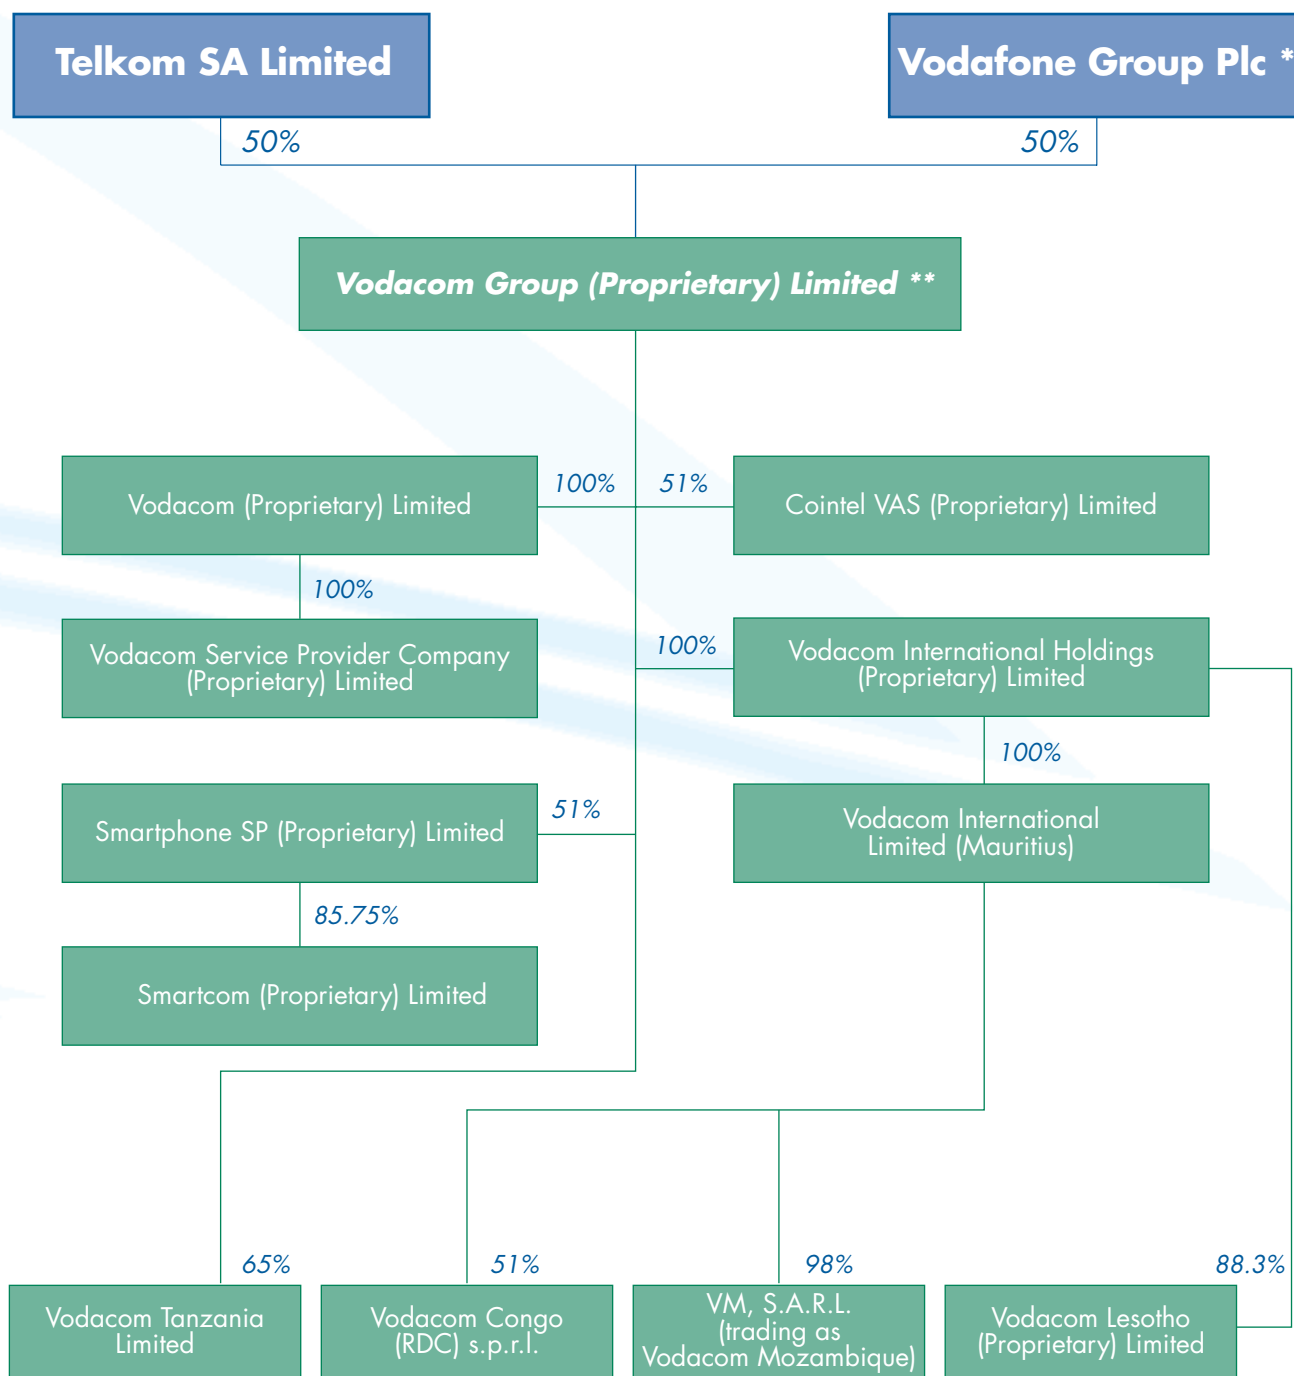 Telkom SA Limited
Vodafone Group Plc *
50%
50%
Vodacom Group (Proprietary) Limited **
Vodacom (Proprietary) Limited
100%
51%
Cointel VAS (Proprietary) Limited
100%
Vodacom Service Provider Company
(Proprietary) Limited
100%
Vodacom International Holdings
(Proprietary) Limited
100%
Smartphone SP (Proprietary) Limited
51%
Vodacom International
Limited (Mauritius)
85.75%
Smartcom (Proprietary) Limited
65%
51%
98%
88.3%
Vodacom Tanzania
Limited
Vodacom Congo
(RDC) s.p.r.l.
VM, S.A.R.L.
(trading as
Vodacom Mozambique)
Vodacom Lesotho
(Proprietary) Limited